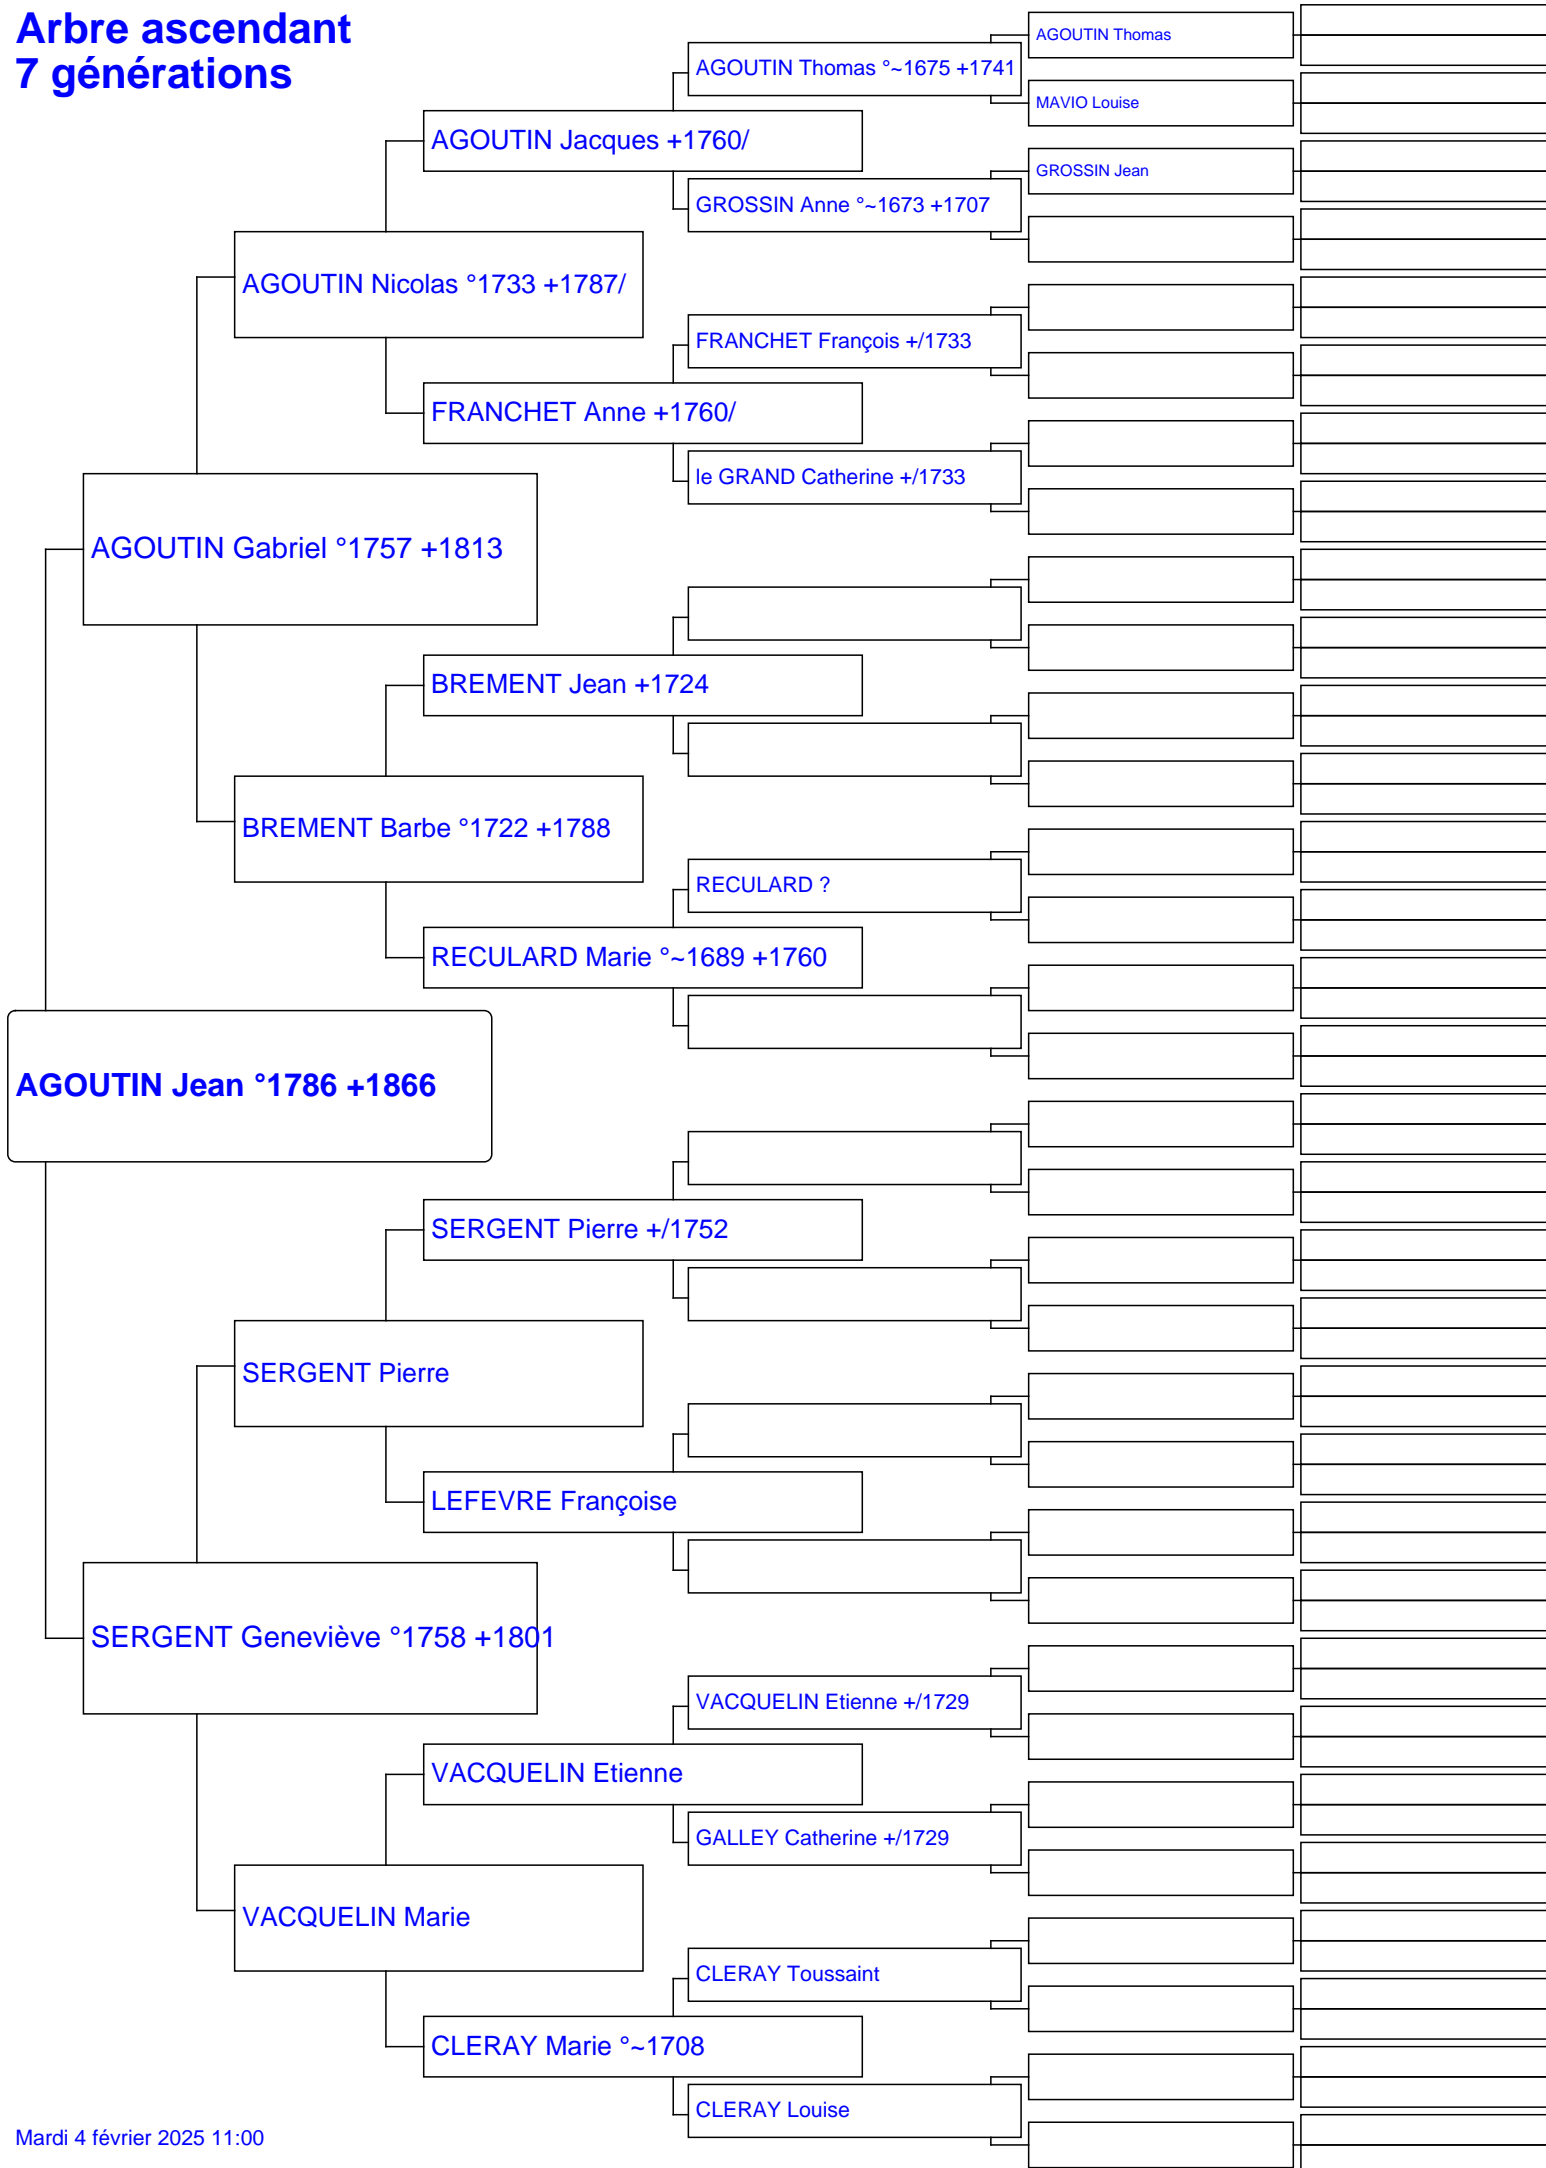 Arbre ascendant
7 générations
AGOUTIN Thomas
AGOUTIN Thomas °~1675 +1741
MAVIO Louise
AGOUTIN Jacques +1760/
GROSSIN Jean
GROSSIN Anne °~1673 +1707
AGOUTIN Nicolas °1733 +1787/
FRANCHET François +/1733
FRANCHET Anne +1760/
le GRAND Catherine +/1733
AGOUTIN Gabriel °1757 +1813
BREMENT Jean +1724
BREMENT Barbe °1722 +1788
RECULARD ?
RECULARD Marie °~1689 +1760
AGOUTIN Jean °1786 +1866
SERGENT Pierre +/1752
SERGENT Pierre
LEFEVRE Françoise
SERGENT Geneviève °1758 +1801
VACQUELIN Etienne +/1729
VACQUELIN Etienne
GALLEY Catherine +/1729
VACQUELIN Marie
CLERAY Toussaint
CLERAY Marie °~1708
CLERAY Louise
Mardi 4 février 2025 11:00